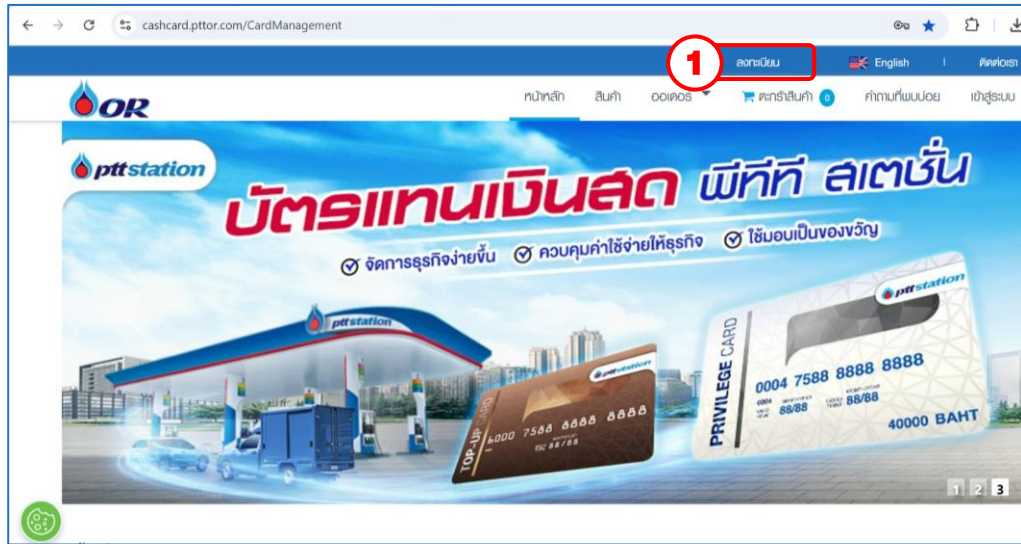 cashcard.pttor.com/CardManagement
1
ลงทะเบียน
English
ติดต่อเรา
OR
หน้าหลัก
สินค้า
ออเดอร์
ตะกร้าสินค้า 0
คำถามที่พบบ่อย
เข้าสู่ระบบ
pttstation
บัตรแทนเงินสด พีทีที สเตชั่น
จัดการธุรกิจง่ายขึ้น
ควบคุมค่าใช้จ่ายให้ธุรกิจ
ใช้มอบเป็นของขวัญ
pttstation
pttstation
TOP-UP CARD
6000 7588 8888 8888
88/88
pttstation
PRIVILEGE CARD
0004 7588 8888 8888
0004
88/88
88/88
40000 BAHT
1 2 3